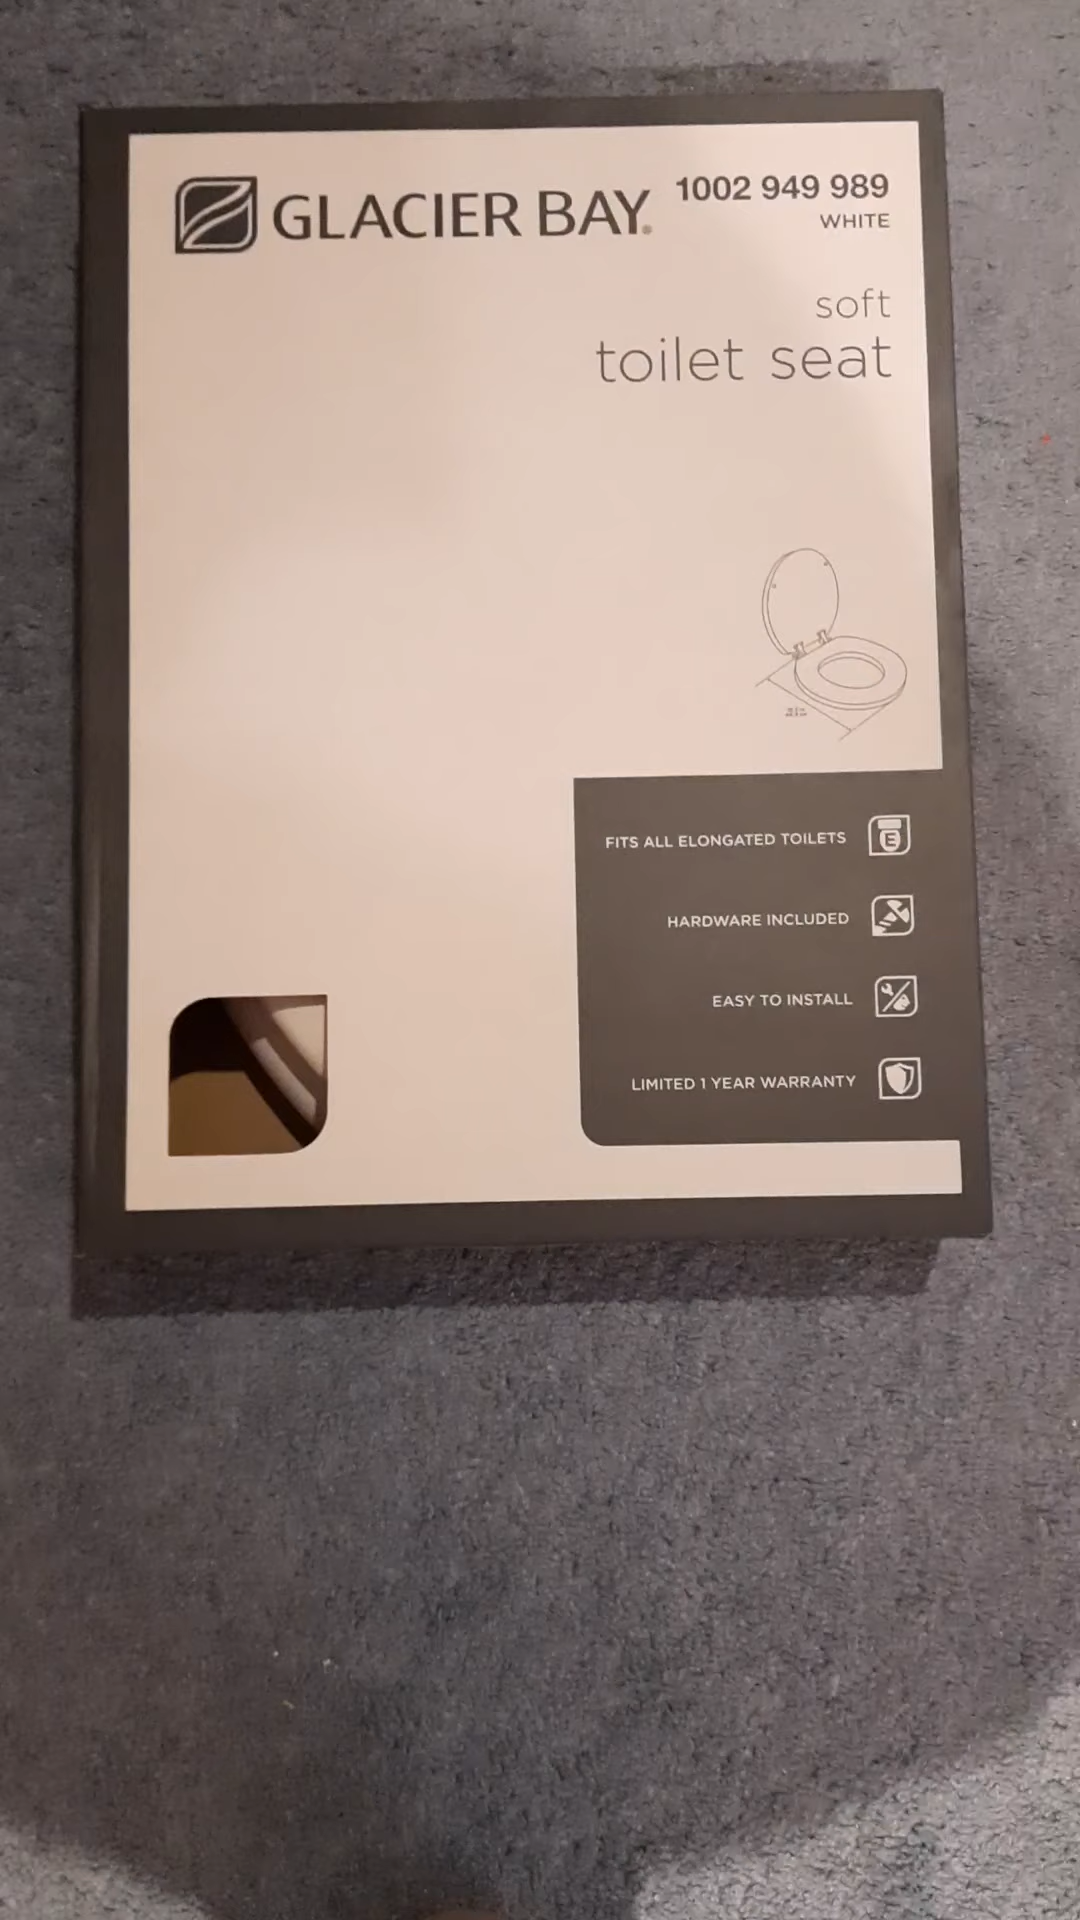 GLACIER BAY.
1002 949 989
WHITE
soft
toilet seat
FITS ALL ELONGATED TOILETS
E
HARDWARE INCLUDED
EASY TO INSTALL
LIMITED 1 YEAR WARRANTY